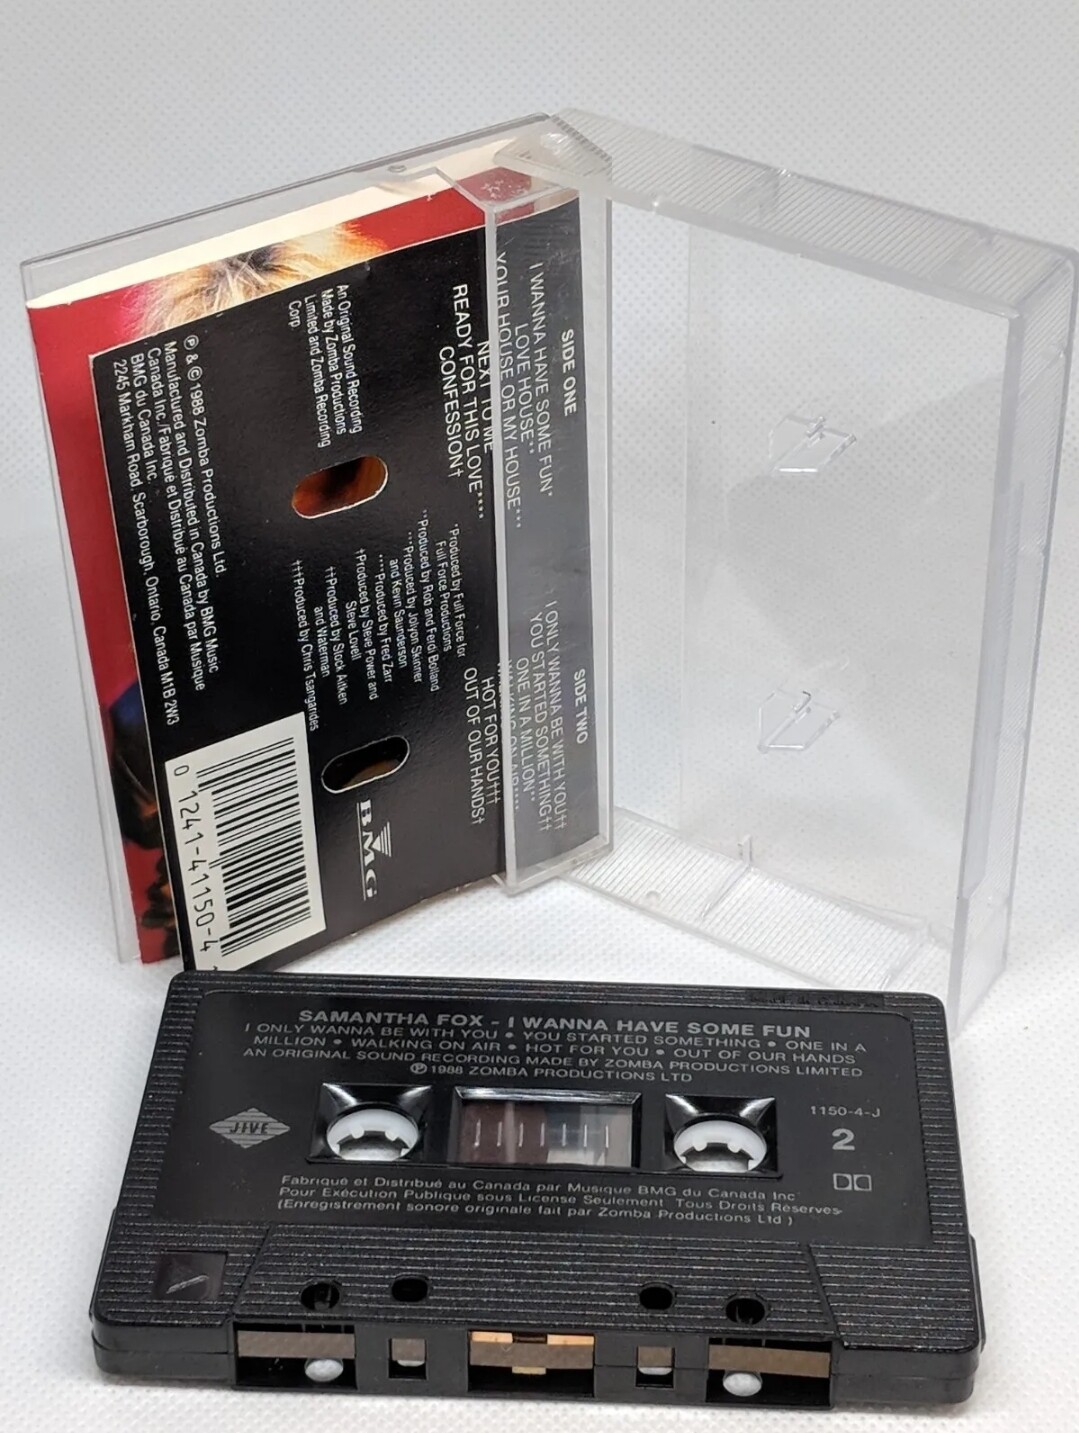 SIDE ONE
I WANNA HAVE SOME FUN*
LOVE HOUSE**
YOUR HOUSE OR MY HOUSE***
NEXT TO ME
READY FOR THIS LOVE****
CONFESSION†
SIDE TWO
I ONLY WANNA BE WITH YOU††
YOU STARTED SOMETHING††
ONE IN A MILLION**
WALKING ON AIR****
HOT FOR YOU†††
OUT OF OUR HANDS†
*Produced by Full Force for
Full Force Productions
**Produced by Rob and Ferdi Bolland
***Produced by Jolyon Skinner
and Kevin Saunderson
****Produced by Fred Zarr
†Produced by Steve Power and
Steve Lovell
††Produced by Stock Aitken
and Waterman
†††Produced by Chris Tsangarides
An Original Sound Recording
Made by Zomba Productions
Limited and Zomba Recording
Corp
℗ & © 1988 Zomba Productions Ltd.
Manufactured and Distributed in Canada by BMG Music
Canada Inc./Fabriqué et Distribué au Canada par Musique
BMG du Canada Inc.
2245 Markham Road, Scarborough, Ontario, Canada M1B 2W3
BMG
0 1241-41150-4
SAMANTHA FOX - I WANNA HAVE SOME FUN
I ONLY WANNA BE WITH YOU • YOU STARTED SOMETHING • ONE IN A
MILLION • WALKING ON AIR • HOT FOR YOU • OUT OF OUR HANDS
AN ORIGINAL SOUND RECORDING MADE BY ZOMBA PRODUCTIONS LIMITED
℗ 1988 ZOMBA PRODUCTIONS LTD
JIVE
1150-4-J
2
Fabriqué et Distribué au Canada par Musique BMG du Canada Inc
Pour Exécution Publique sous License Seulement. Tous Droits Réservés
(Enregistrement sonore originale fait par Zomba Productions Ltd )